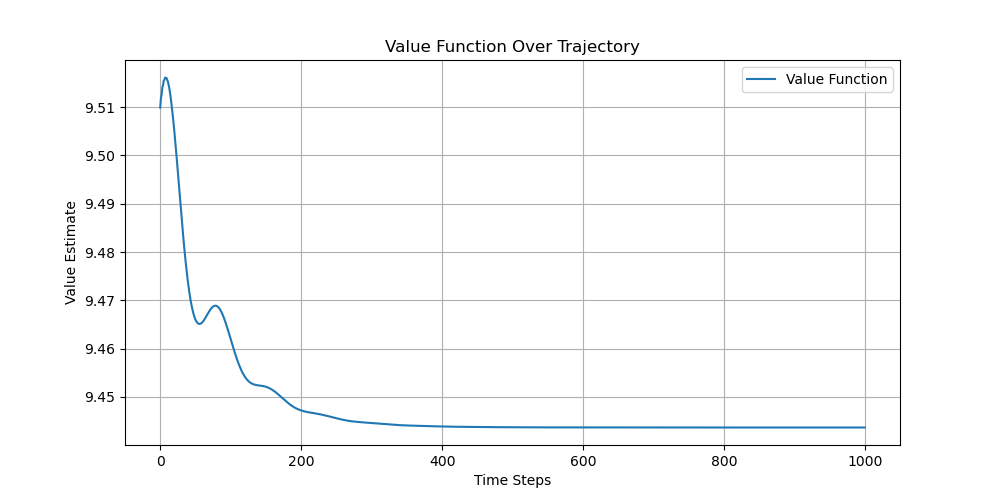 Value Function Over Trajectory
Value Function
Value Estimate
9.51
9.50
9.49
9.48
9.47
9.46
9.45
0 200 400 600 800 1000
Time Steps